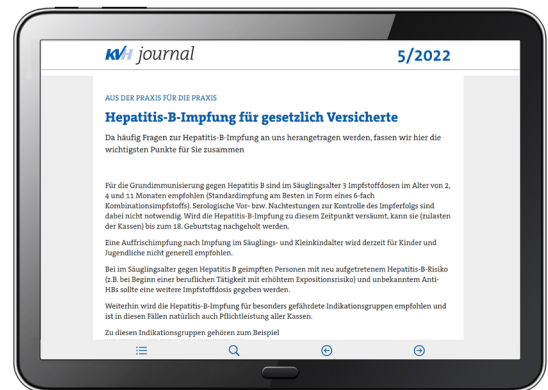 KVH journal
5/2022
AUS DER PRAXIS FÜR DIE PRAXIS
Hepatitis-B-Impfung für gesetzlich Versicherte
Da häufig Fragen zur Hepatitis-B-Impfung an uns herangetragen werden, fassen wir hier die
wichtigsten Punkte für Sie zusammen
Für die Grundimmunisierung gegen Hepatitis B sind im Säuglingsalter 3 Impfstoffdosen im Alter von 2,
4 und 11 Monaten empfohlen (Standardimpfung am Besten in Form eines 6-fach
Kombinationsimpfstoffs). Serologische Vor- bzw. Nachtestungen zur Kontrolle des Impferfolgs sind
dabei nicht notwendig. Wird die Hepatitis-B-Impfung zu diesem Zeitpunkt versäumt, kann sie (zulasten
der Kassen) bis zum 18. Geburtstag nachgeholt werden.
Eine Auffrischimpfung nach Impfung im Säuglings- und Kleinkindalter wird derzeit für Kinder und
Jugendliche nicht generell empfohlen.
Bei im Säuglingsalter gegen Hepatitis B geimpften Personen mit neu aufgetretenem Hepatitis-B-Risiko
(z.B. bei Beginn einer beruflichen Tätigkeit mit erhöhtem Expositionsrisiko) und unbekanntem Anti-
HBs sollte eine weitere Impfstoffdosis gegeben werden.
Weiterhin wird die Hepatitis-B-Impfung für besonders gefährdete Indikationsgruppen empfohlen und
ist in diesen Fällen natürlich auch Pflichtleistung aller Kassen.
Zu diesen Indikationsgruppen gehören zum Beispiel